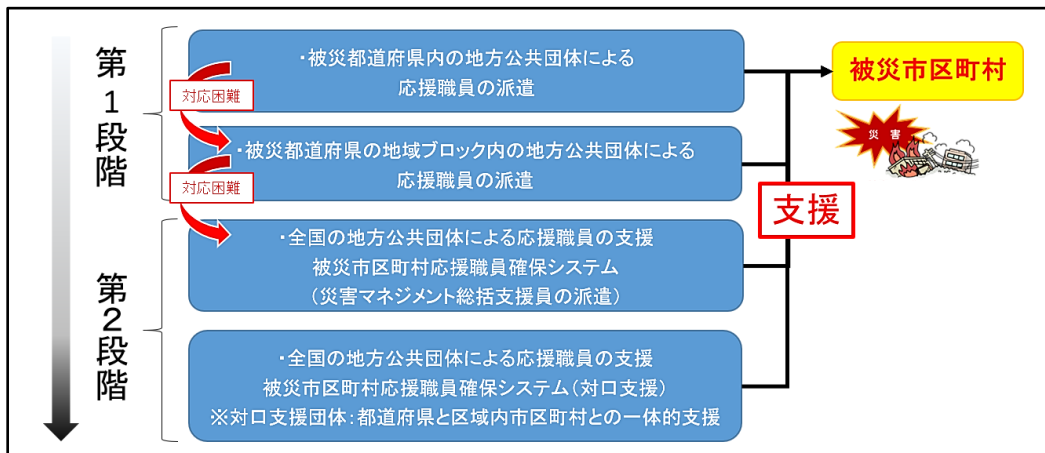 第1段階
・被災都道府県内の地方公共団体による
応援職員の派遣
対応困難
・被災都道府県の地域ブロック内の地方公共団体による
応援職員の派遣
対応困難
第2段階
・全国の地方公共団体による応援職員の支援
被災市区町村応援職員確保システム
(災害マネジメント総括支援員の派遣)
・全国の地方公共団体による応援職員の支援
被災市区町村応援職員確保システム(対口支援)
※対口支援団体:都道府県と区域内市区町村との一体的支援
被災市区町村
災害
支援